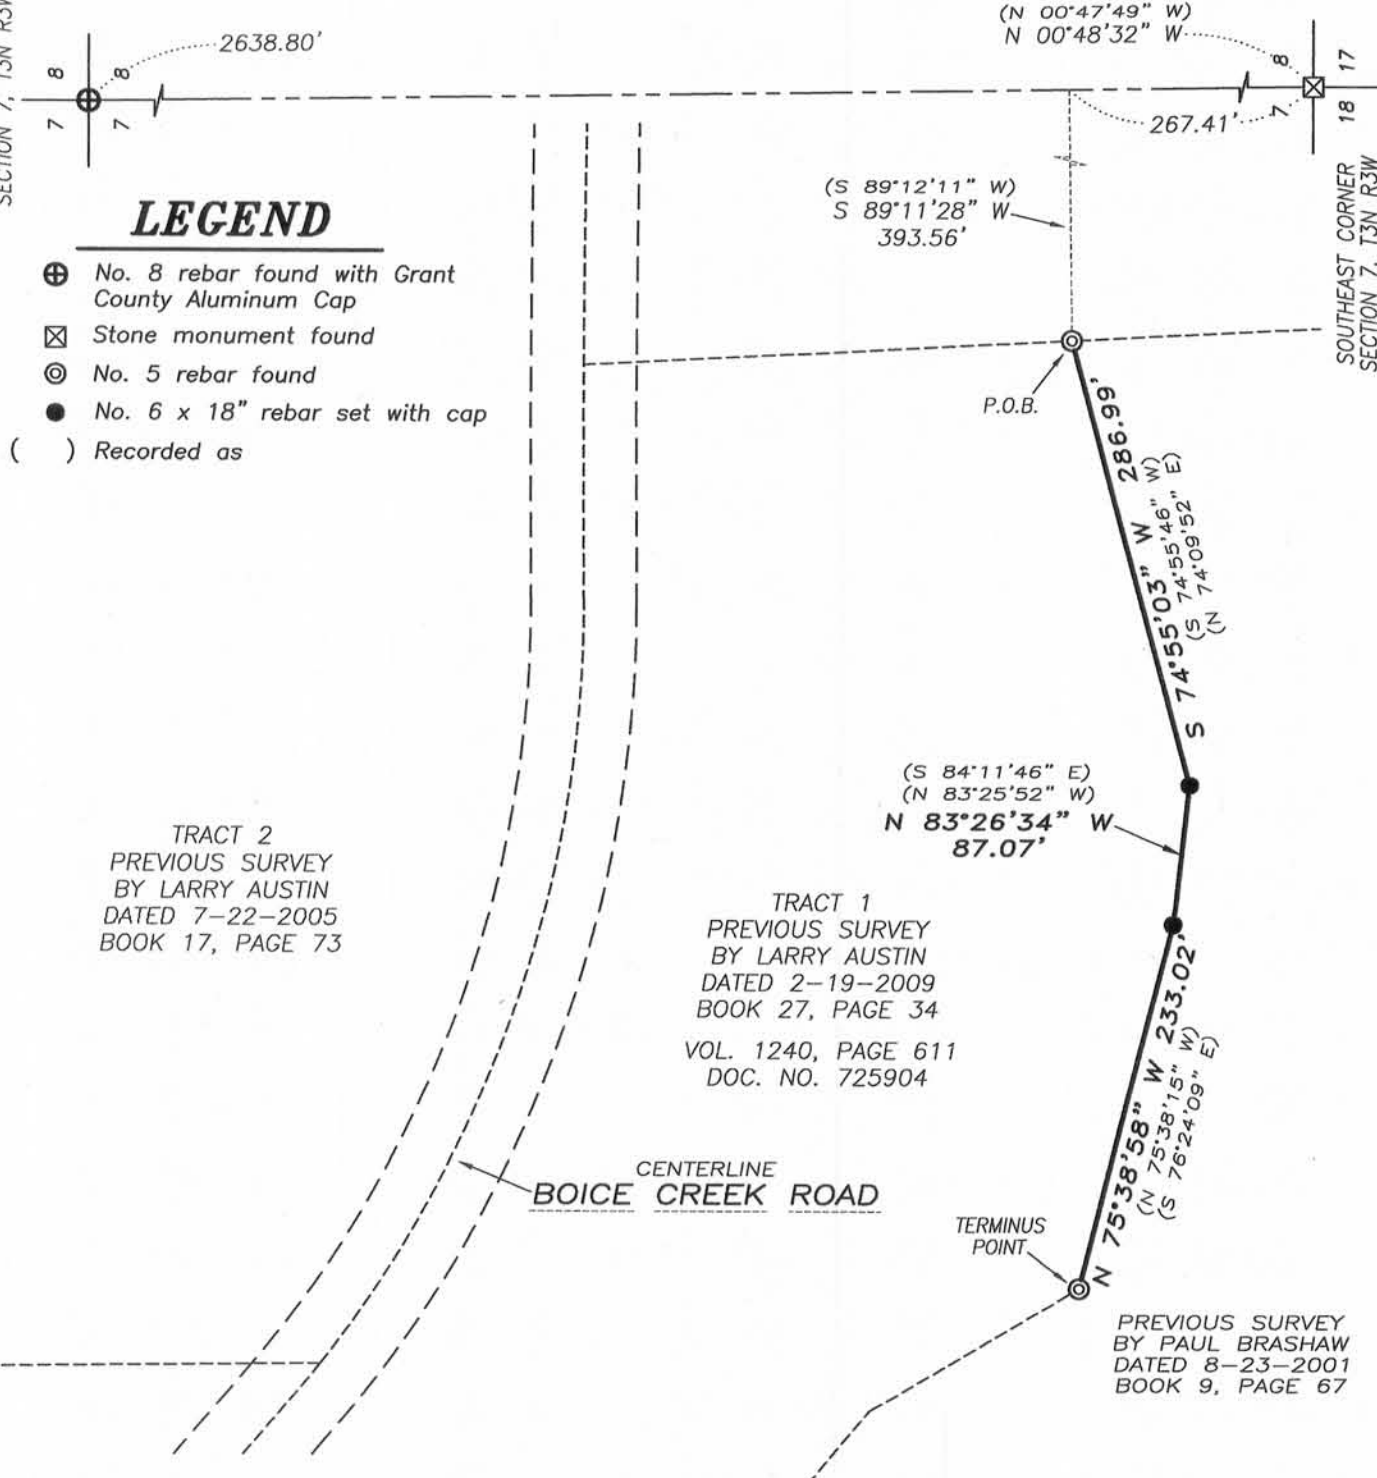 SECTION 7, T3N R3W
2638.80'
8
8
7
7
(N 00°47'49" W)
N 00°48'32" W
8
17
7
18
267.41'
SOUTHEAST CORNER
SECTION 7, T3N R3W
(S 89°12'11" W)
S 89°11'28" W
393.56'
LEGEND
No. 8 rebar found with Grant
County Aluminum Cap
Stone monument found
No. 5 rebar found
No. 6 x 18" rebar set with cap
( ) Recorded as
P.O.B.
S 74°55'03" W 286.99'
(S 74°55'46" W)
(N 74°09'52" E)
(S 84°11'46" E)
(N 83°25'52" W)
N 83°26'34" W
87.07'
TRACT 2
PREVIOUS SURVEY
BY LARRY AUSTIN
DATED 7-22-2005
BOOK 17, PAGE 73
TRACT 1
PREVIOUS SURVEY
BY LARRY AUSTIN
DATED 2-19-2009
BOOK 27, PAGE 34
VOL. 1240, PAGE 611
DOC. NO. 725904
N 75°38'58" W 233.02'
(N 75°38'15" W)
(S 76°24'09" E)
CENTERLINE
BOICE CREEK ROAD
TERMINUS
POINT
PREVIOUS SURVEY
BY PAUL BRASHAW
DATED 8-23-2001
BOOK 9, PAGE 67